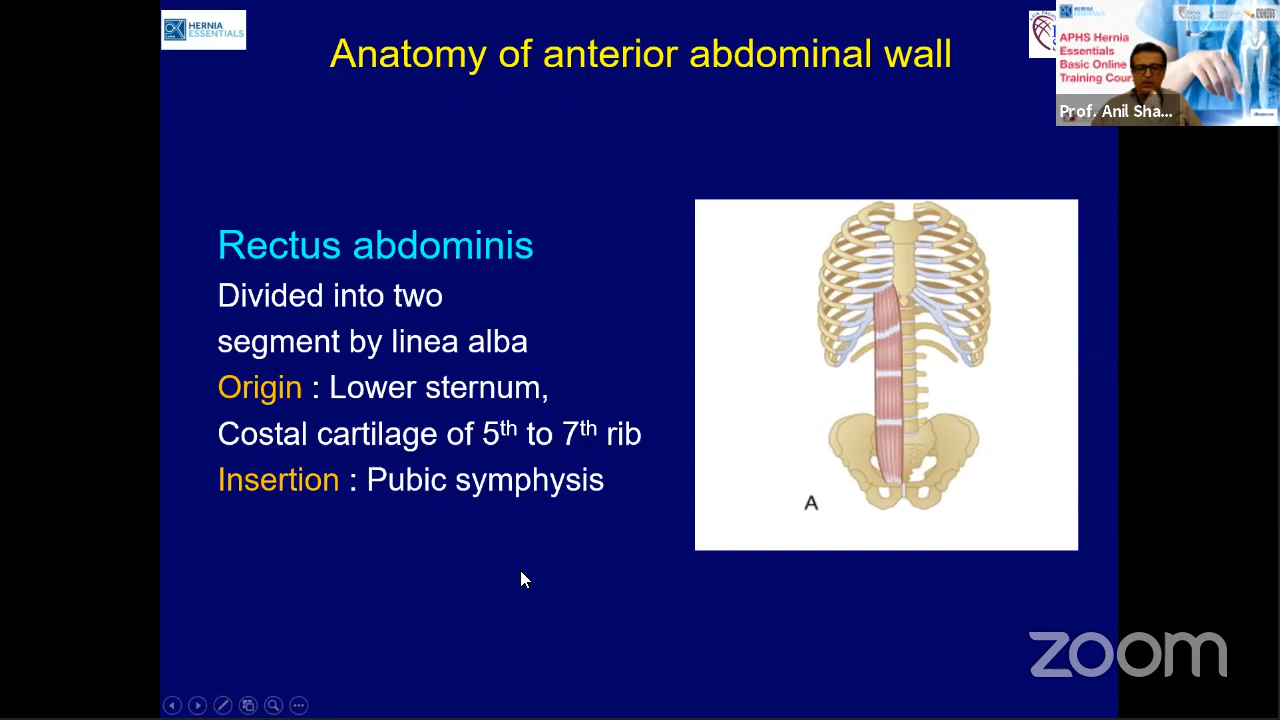 HERNIA
ESSENTIALS
Anatomy of anterior abdominal wall
APHS Hernia
Essentials
Basic Online
Training Cour
Prof. Anil Sha...
Rectus abdominis
Divided into two
segment by linea alba
Origin : Lower sternum,
Costal cartilage of 5th to 7th rib
Insertion : Pubic symphysis
A
zoom